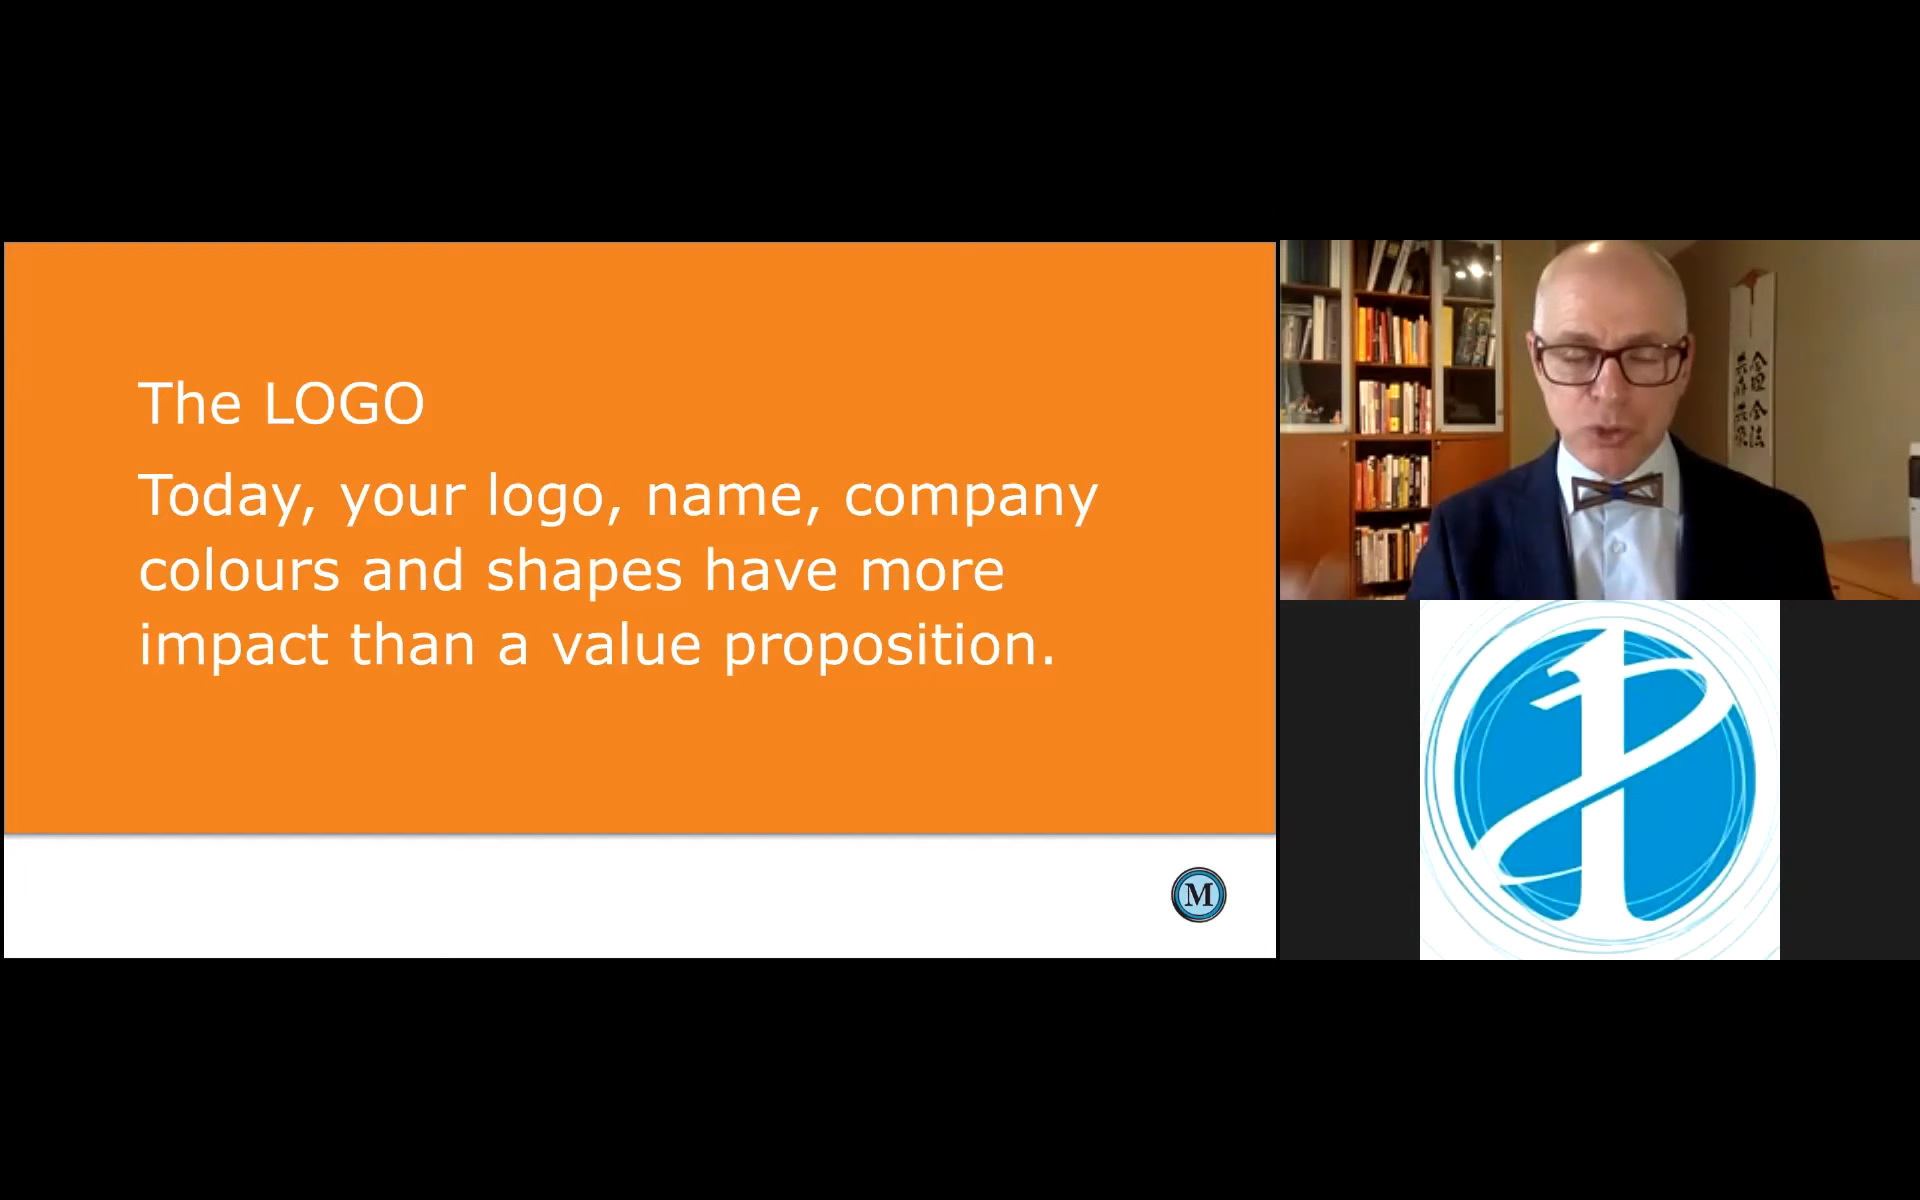 The LOGO
Today, your logo, name, company
colours and shapes have more
impact than a value proposition.
M